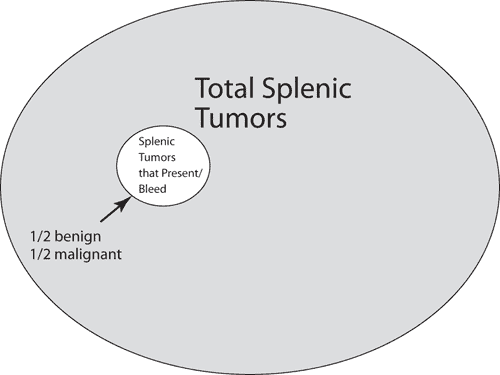 Total Splenic
Tumors
Splenic
Tumors
that Present/
Bleed
1/2 benign
1/2 malignant